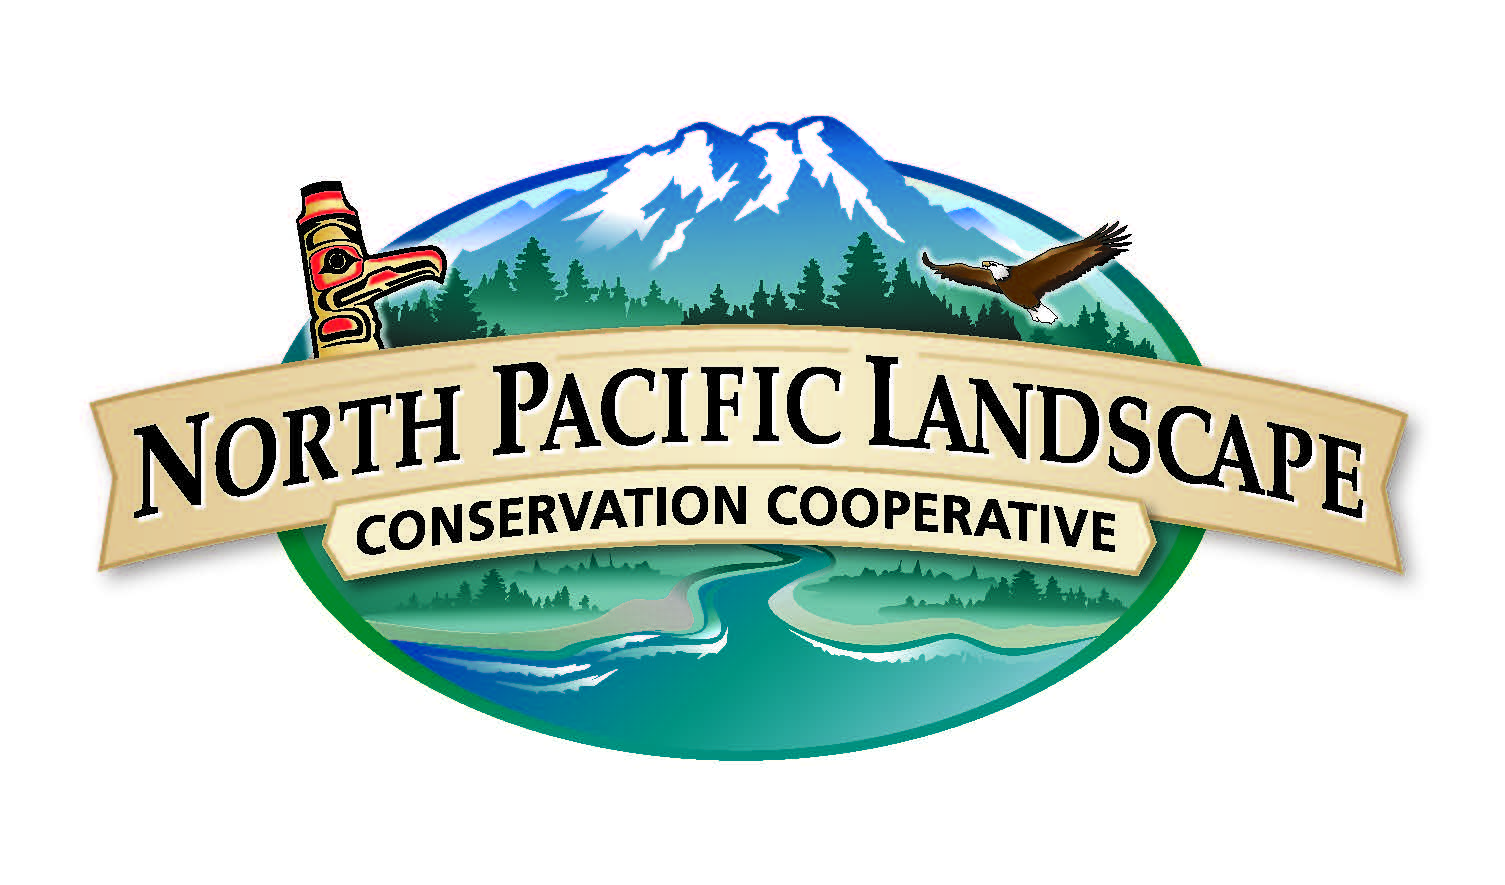 NORTH PACIFIC LANDSCAPE
CONSERVATION COOPERATIVE